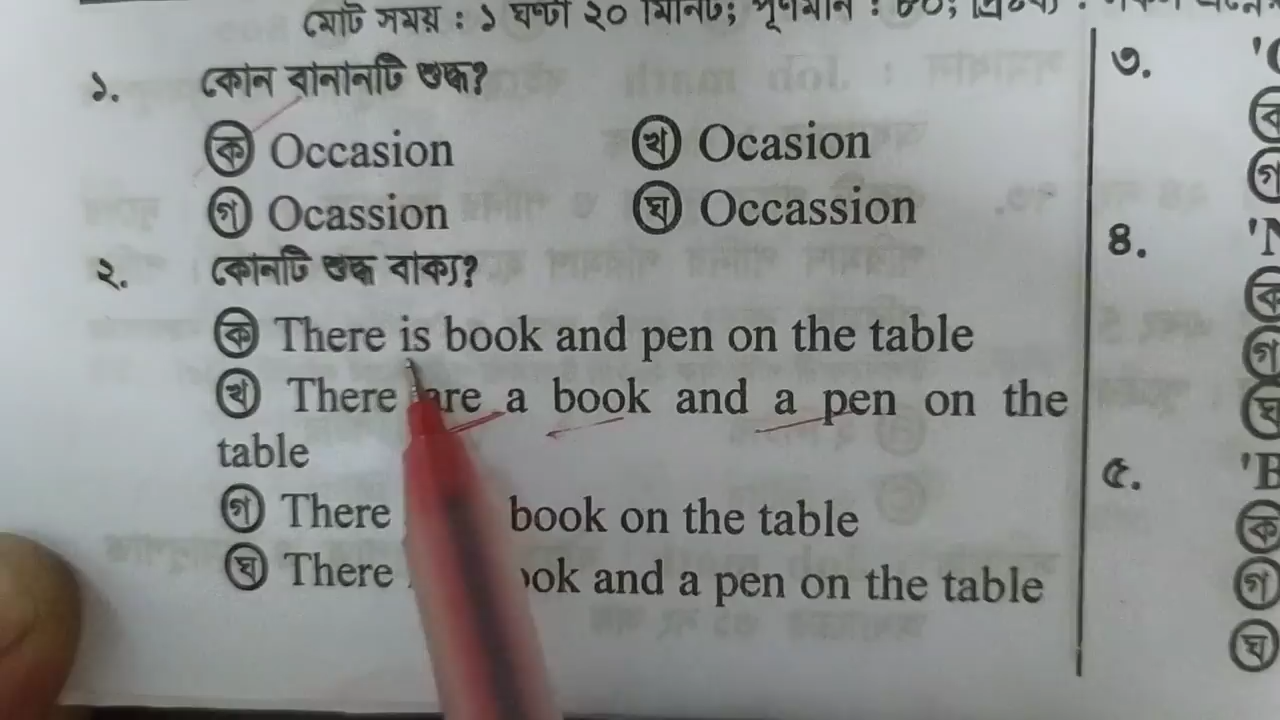 মোট সময় : ১ ঘণ্টা ২০ মিনিট; পূর্ণমান : ৮০;
১. কোন বানানটি শুদ্ধ?
ক Occasion খ Ocasion
গ Ocassion ঘ Occassion
২. কোনটি শুদ্ধ বাক্য?
ক There is book and pen on the table
খ There are a book and a pen on the
table
গ There book on the table
ঘ There and a pen on the table
৩.
ক
গ
৪.
ক
গ
ঘ
৫.
ক
গ
ঘ